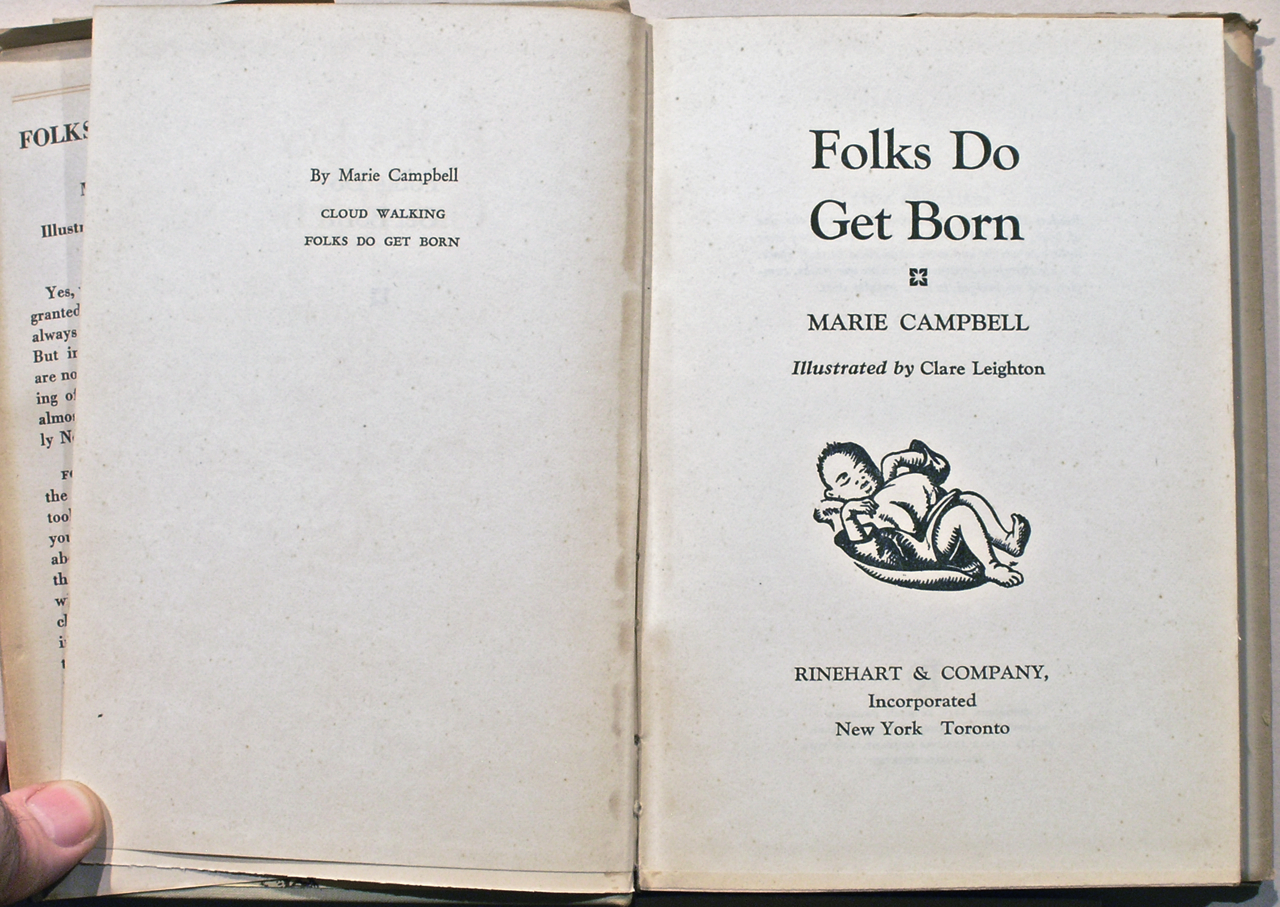 FOLKS
Illust
Yes,
granted
always
But in
are no
ing of
almo
ly N
the
too
you
ab
th
By Marie Campbell
CLOUD WALKING
FOLKS DO GET BORN
Folks Do
Get Born
MARIE CAMPBELL
Illustrated by Clare Leighton
RINEHART & COMPANY,
Incorporated
New York Toronto